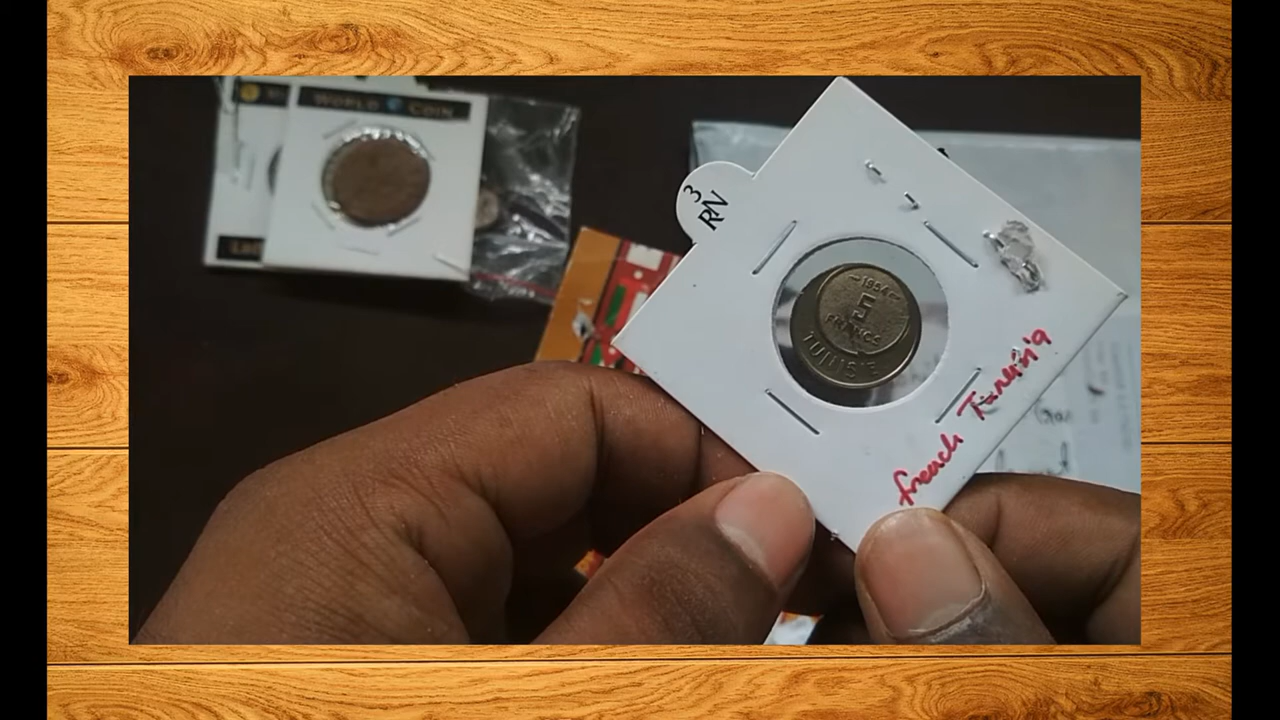 WORLD COIN
3
RN
1954
5
FRANCS
TUNISIE
french Tunisia